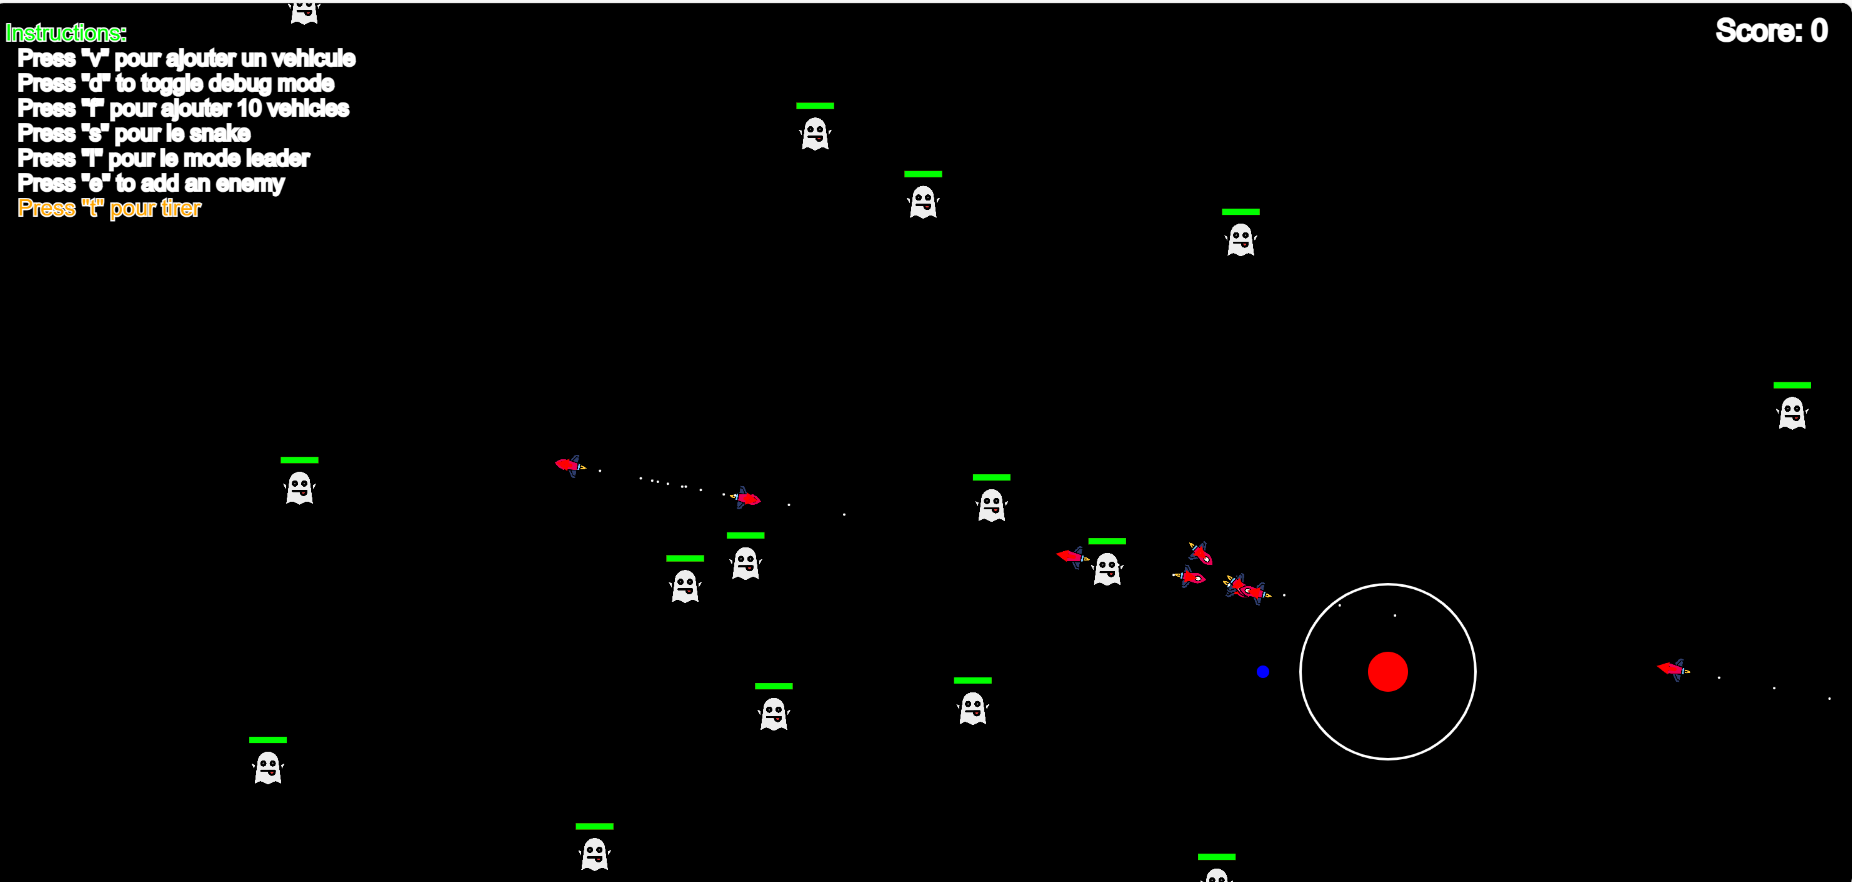 Instructions:
Press "v" pour ajouter un vehicule
Press "d" to toggle debug mode
Press "f" pour ajouter 10 vehicles
Press "s" pour le snake
Press "l" pour le mode leader
Press "e" to add an enemy
Press "t" pour tirer
Score: 0